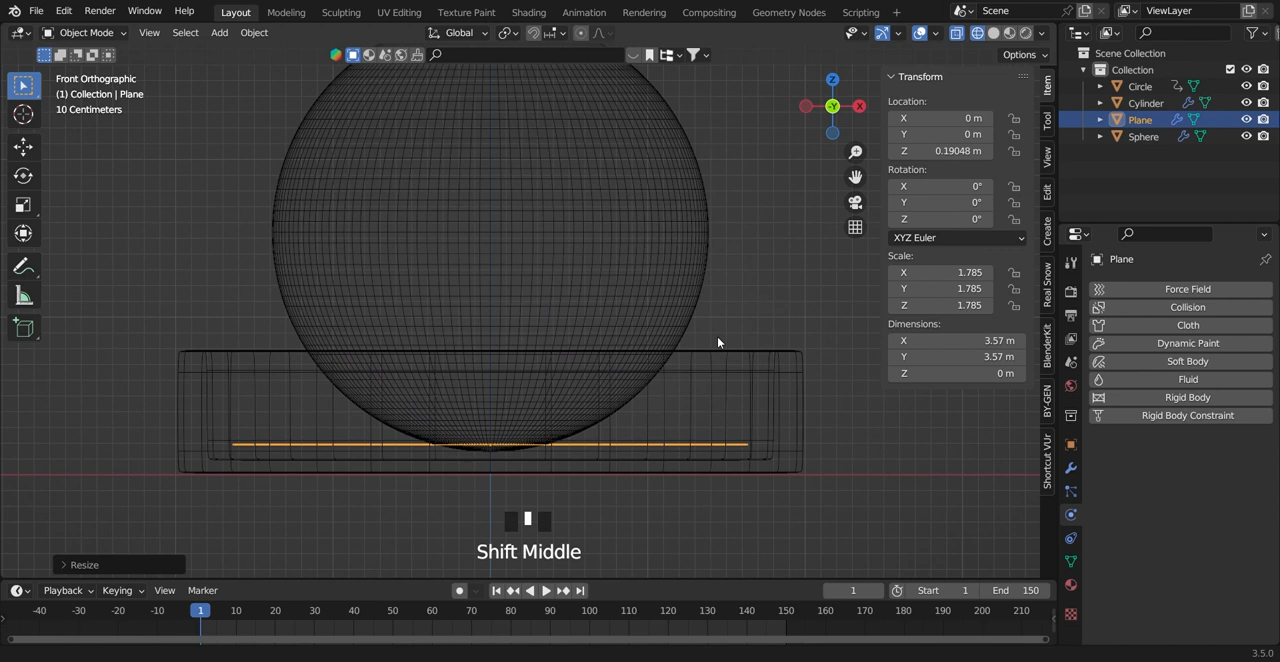 File Edit Render Window Help Layout Modeling Sculpting UV Editing Texture Paint Shading Animation Rendering Compositing Geometry Nodes Scripting + Scene ViewLayer
Object Mode View Select Add Object Global
Options
Front Orthographic
(1) Collection | Plane
10 Centimeters
Z
X
-Y
Transform
Location:
X 0 m
Y 0 m
Z 0.19048 m
Rotation:
X 0°
Y 0°
Z 0°
XYZ Euler
Scale:
X 1.785
Y 1.785
Z 1.785
Dimensions:
X 3.57 m
Y 3.57 m
Z 0 m
Item
Tool
View
Edit
Create
Real Snow
BlenderKit
BY-GEN
Shortcut VUr
Scene Collection
Collection
Circle
Cylinder
Plane
Sphere
Plane
Force Field
Collision
Cloth
Dynamic Paint
Soft Body
Fluid
Rigid Body
Rigid Body Constraint
Shift Middle
Resize
Playback Keying View Marker 1 Start 1 End 150
-40 -30 -20 -10 1 10 20 30 40 50 60 70 80 90 100 110 120 130 140 150 160 170 180 190 200 210
3.5.0